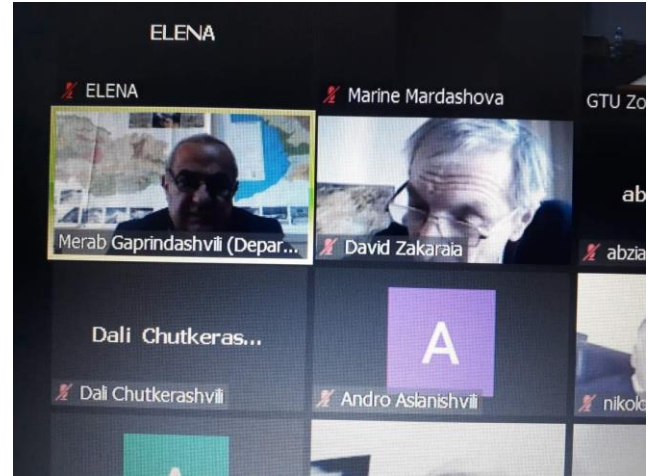 ELENA
ELENA
Marine Mardashova
GTU Zo
Merab Gaprindashvili (Depar...
David Zakaraia
ab
abzia
Dali Chutkeras...
A
Dali Chutkerashvili
Andro Aslanishvili
nikolo
A